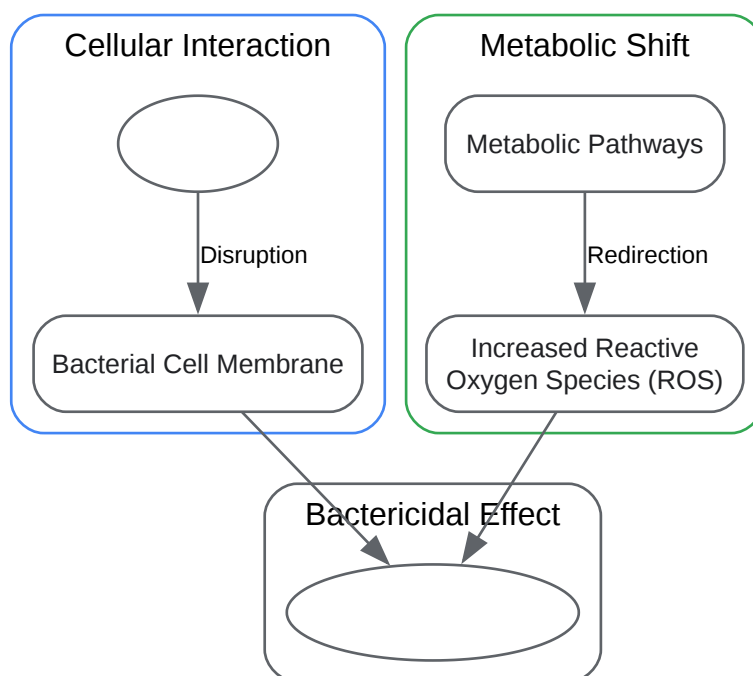 Cellular Interaction
Disruption
Bacterial Cell Membrane
Metabolic Shift
Metabolic Pathways
Redirection
Increased Reactive
Oxygen Species (ROS)
Bactericidal Effect